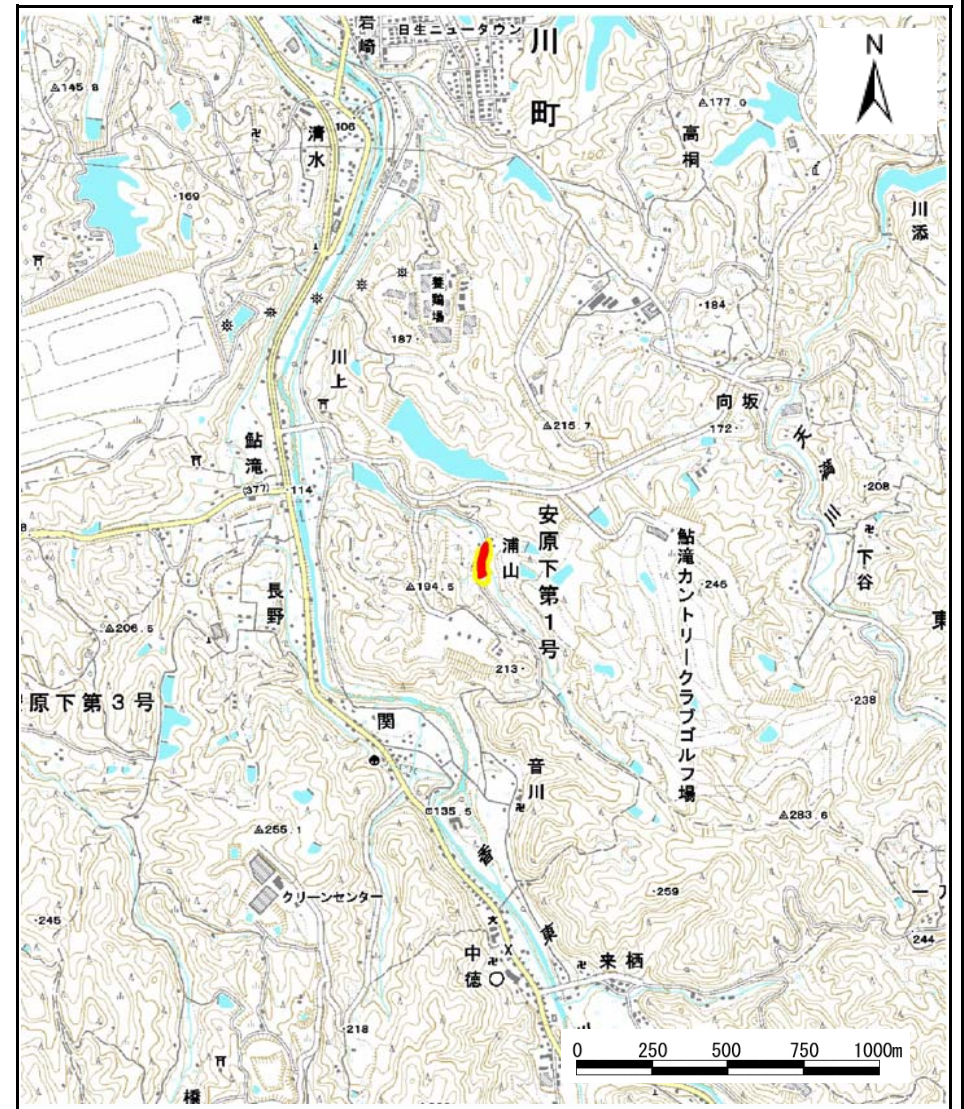 岩崎
日生ニュータウン
川町
N
145.8
177.0
106
清水
高桐
169
川添
養鶏場
184
187
川上
向坂
215.7
172
鮎滝
(377)
114
208
安原下第1号
浦山
鮎滝カントリークラブゴルフ場
246
下谷
194.5
長野
206.5
東
213
原下第3号
238
関
音川
135.5
283.6
255.1
クリーンセンター
香
259
245
東
244
中徳
来栖
218
0 250 500 750 1000m
橋